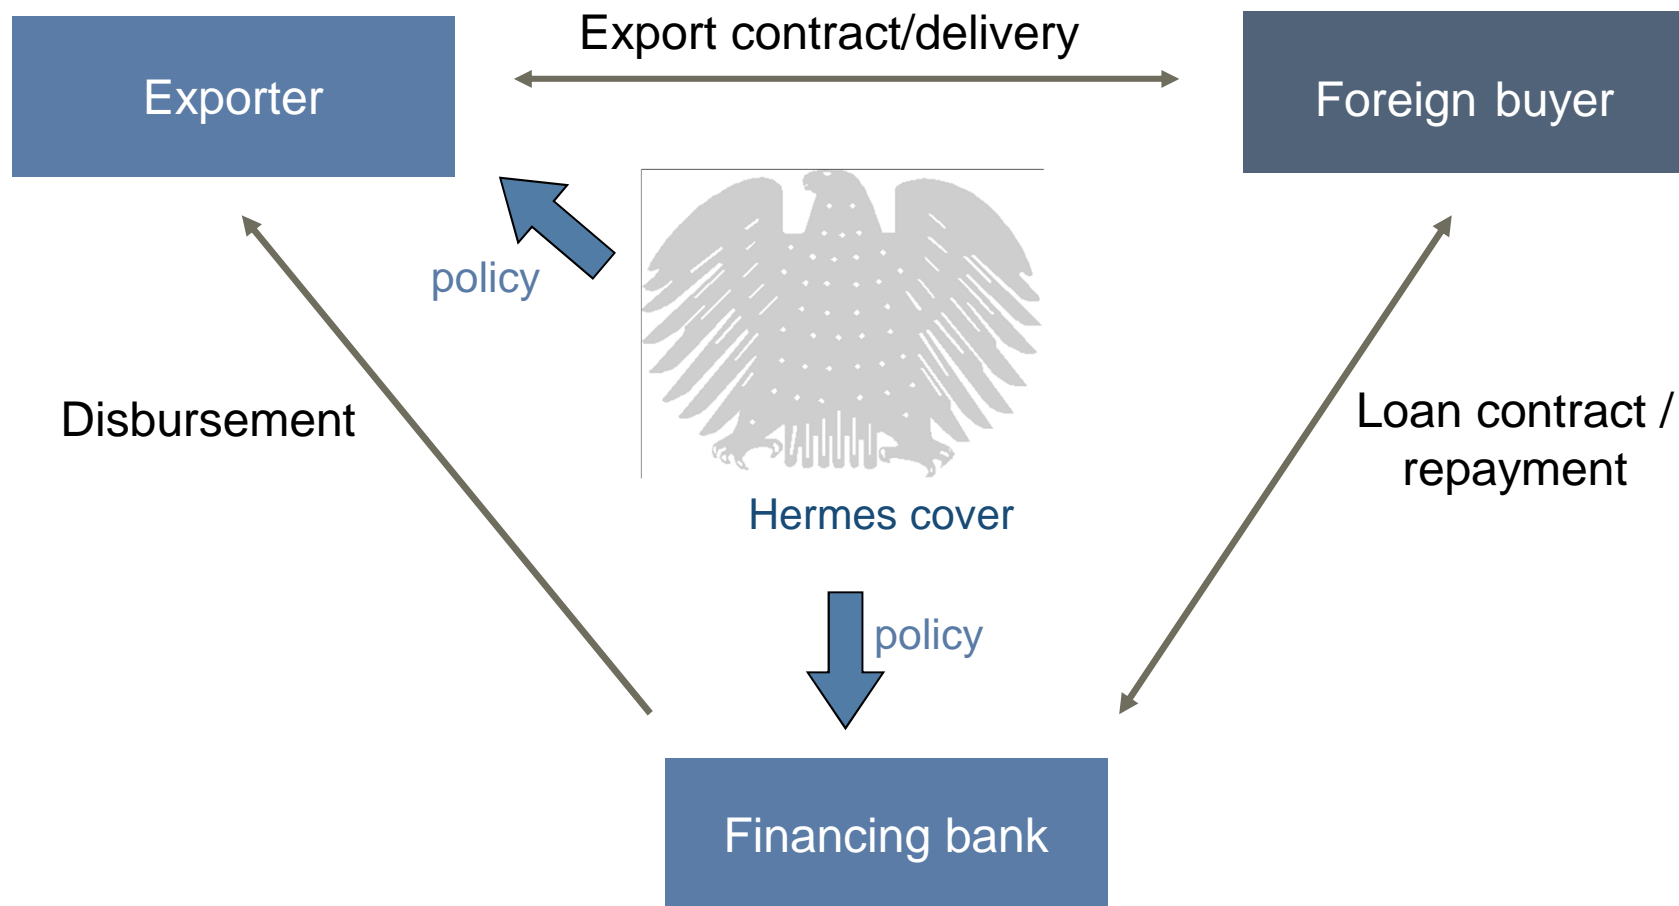 Export contract/delivery
Exporter
Foreign buyer
policy
Disbursement
Loan contract /
repayment
Hermes cover
policy
Financing bank